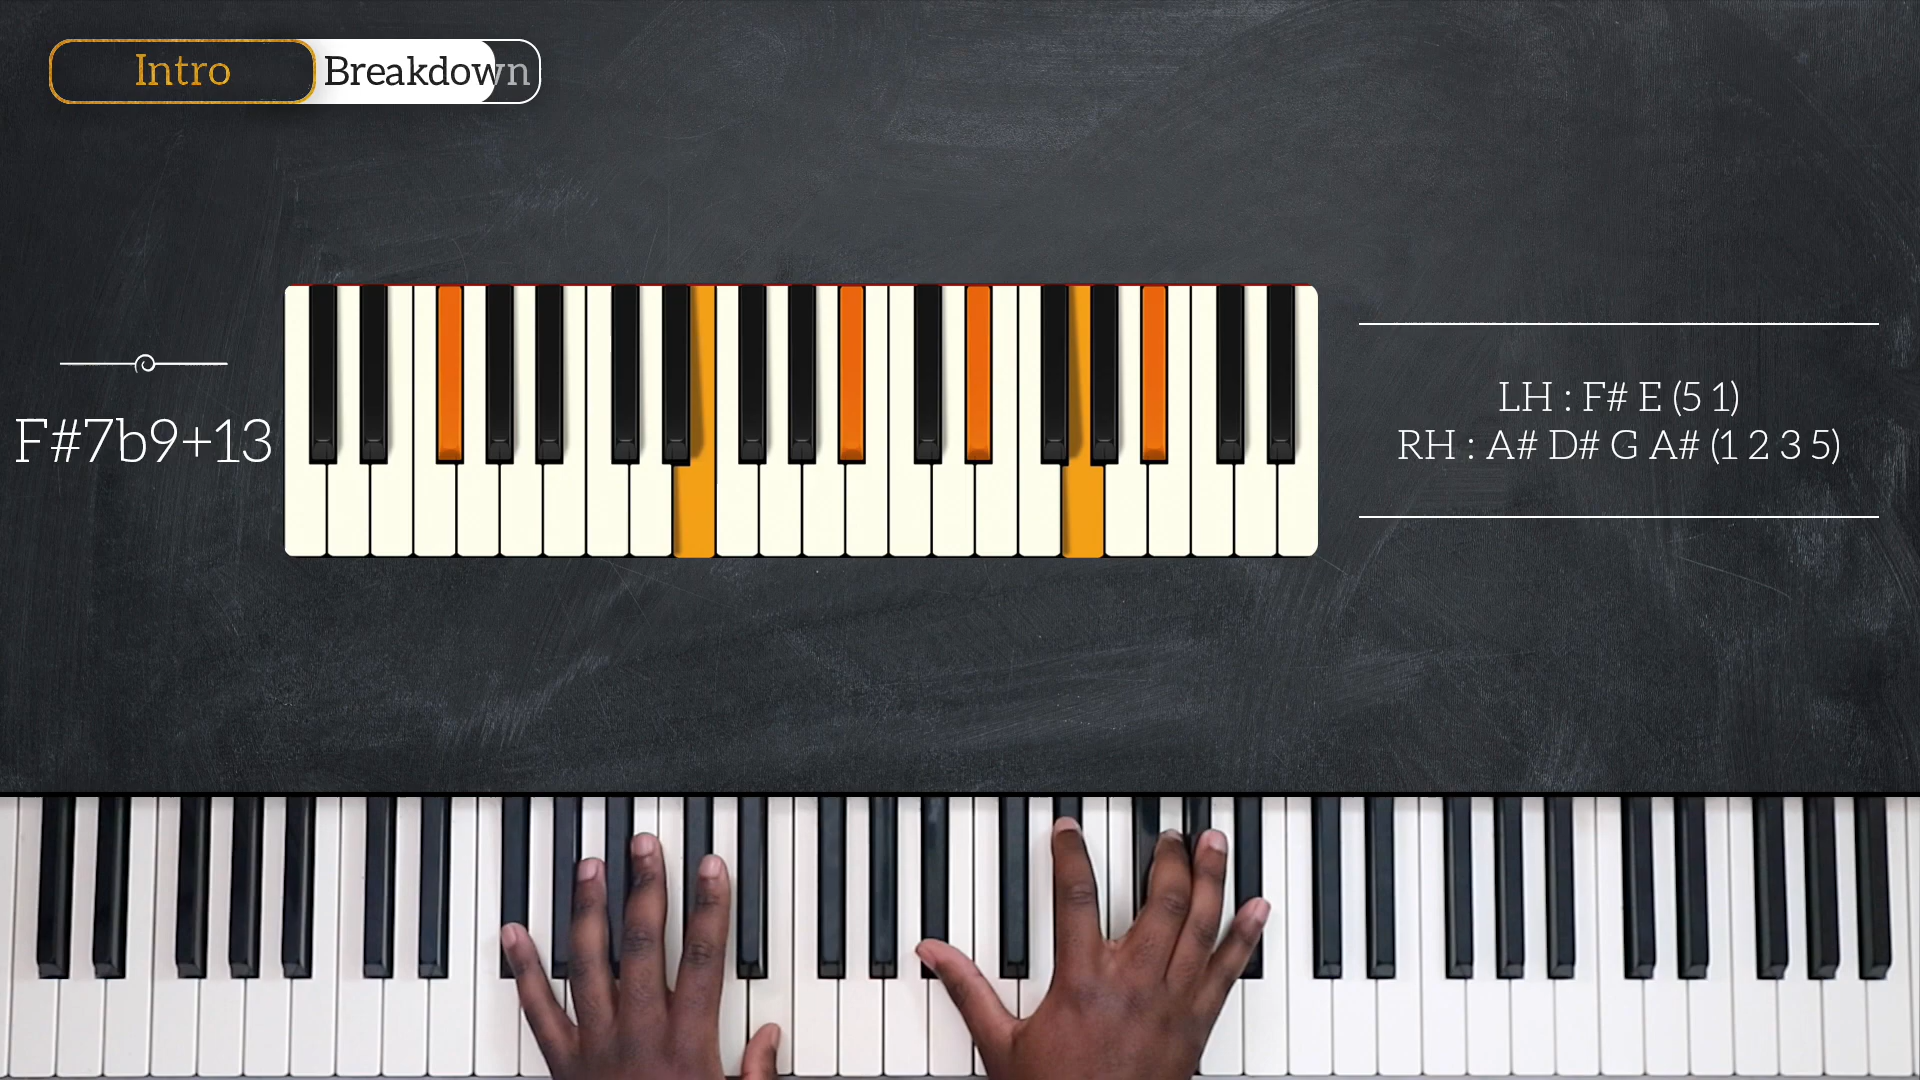 Intro
Breakdown
F#7b9+13
LH : F# E (5 1)
RH : A# D# G A# (1 2 3 5)